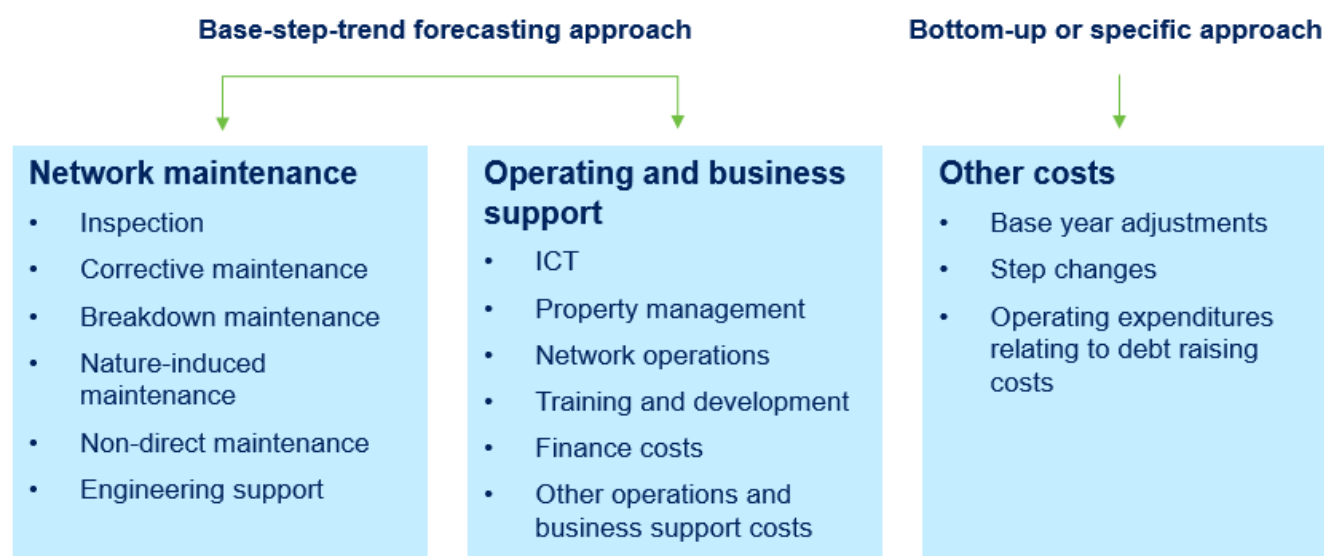 Base-step-trend forecasting approach
Bottom-up or specific approach
Network maintenance
• Inspection
• Corrective maintenance
• Breakdown maintenance
• Nature-induced
maintenance
• Non-direct maintenance
• Engineering support
Operating and business
support
• ICT
• Property management
• Network operations
• Training and development
• Finance costs
• Other operations and
business support costs
Other costs
• Base year adjustments
• Step changes
• Operating expenditures
relating to debt raising
costs